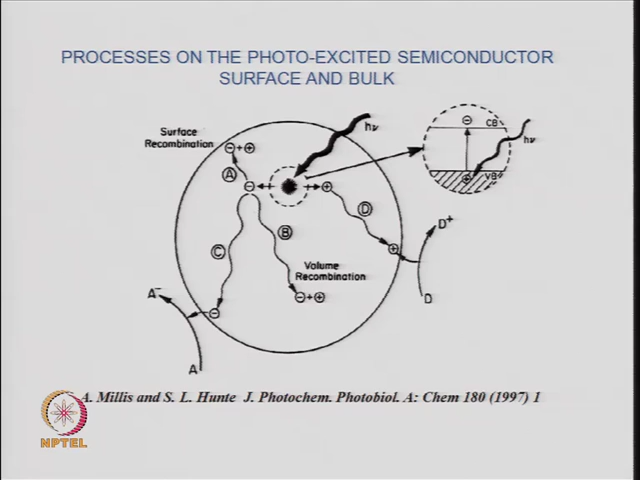 PROCESSES ON THE PHOTO-EXCITED SEMICONDUCTOR
SURFACE AND BULK
Surface
Recombination
hν
CB
hν
VB
A
D
B
C
Volume
Recombination
D+
D
A-
A
A. Millis and S. L. Hunte J. Photochem. Photobiol. A: Chem 180 (1997) 1
NPTEL